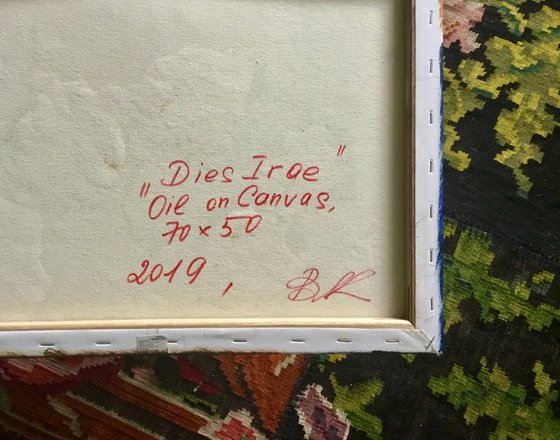 „Dies Irae"
Oil on Canvas,
70 x 50
2019,